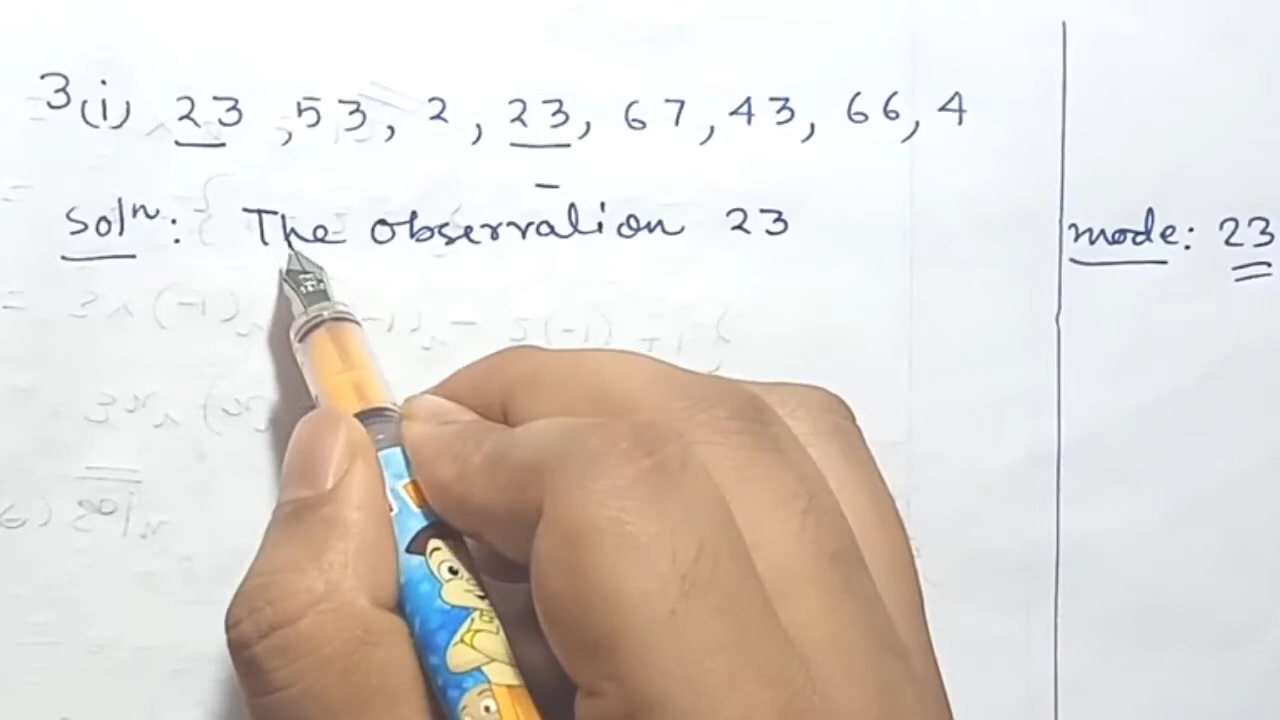 3(i) 23 , 53, 2 , 23, 67, 43, 66, 4
Solⁿ: The observation 23
mode: 23